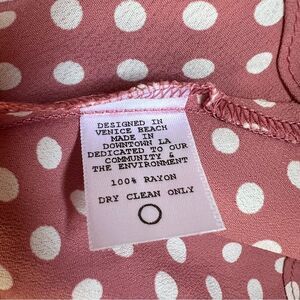 DESIGNED IN
VENICE BEACH
MADE IN
DOWNTOWN LA
DEDICATED TO OUR
COMMUNITY &
THE ENVIRONMENT
100% RAYON
DRY CLEAN ONLY